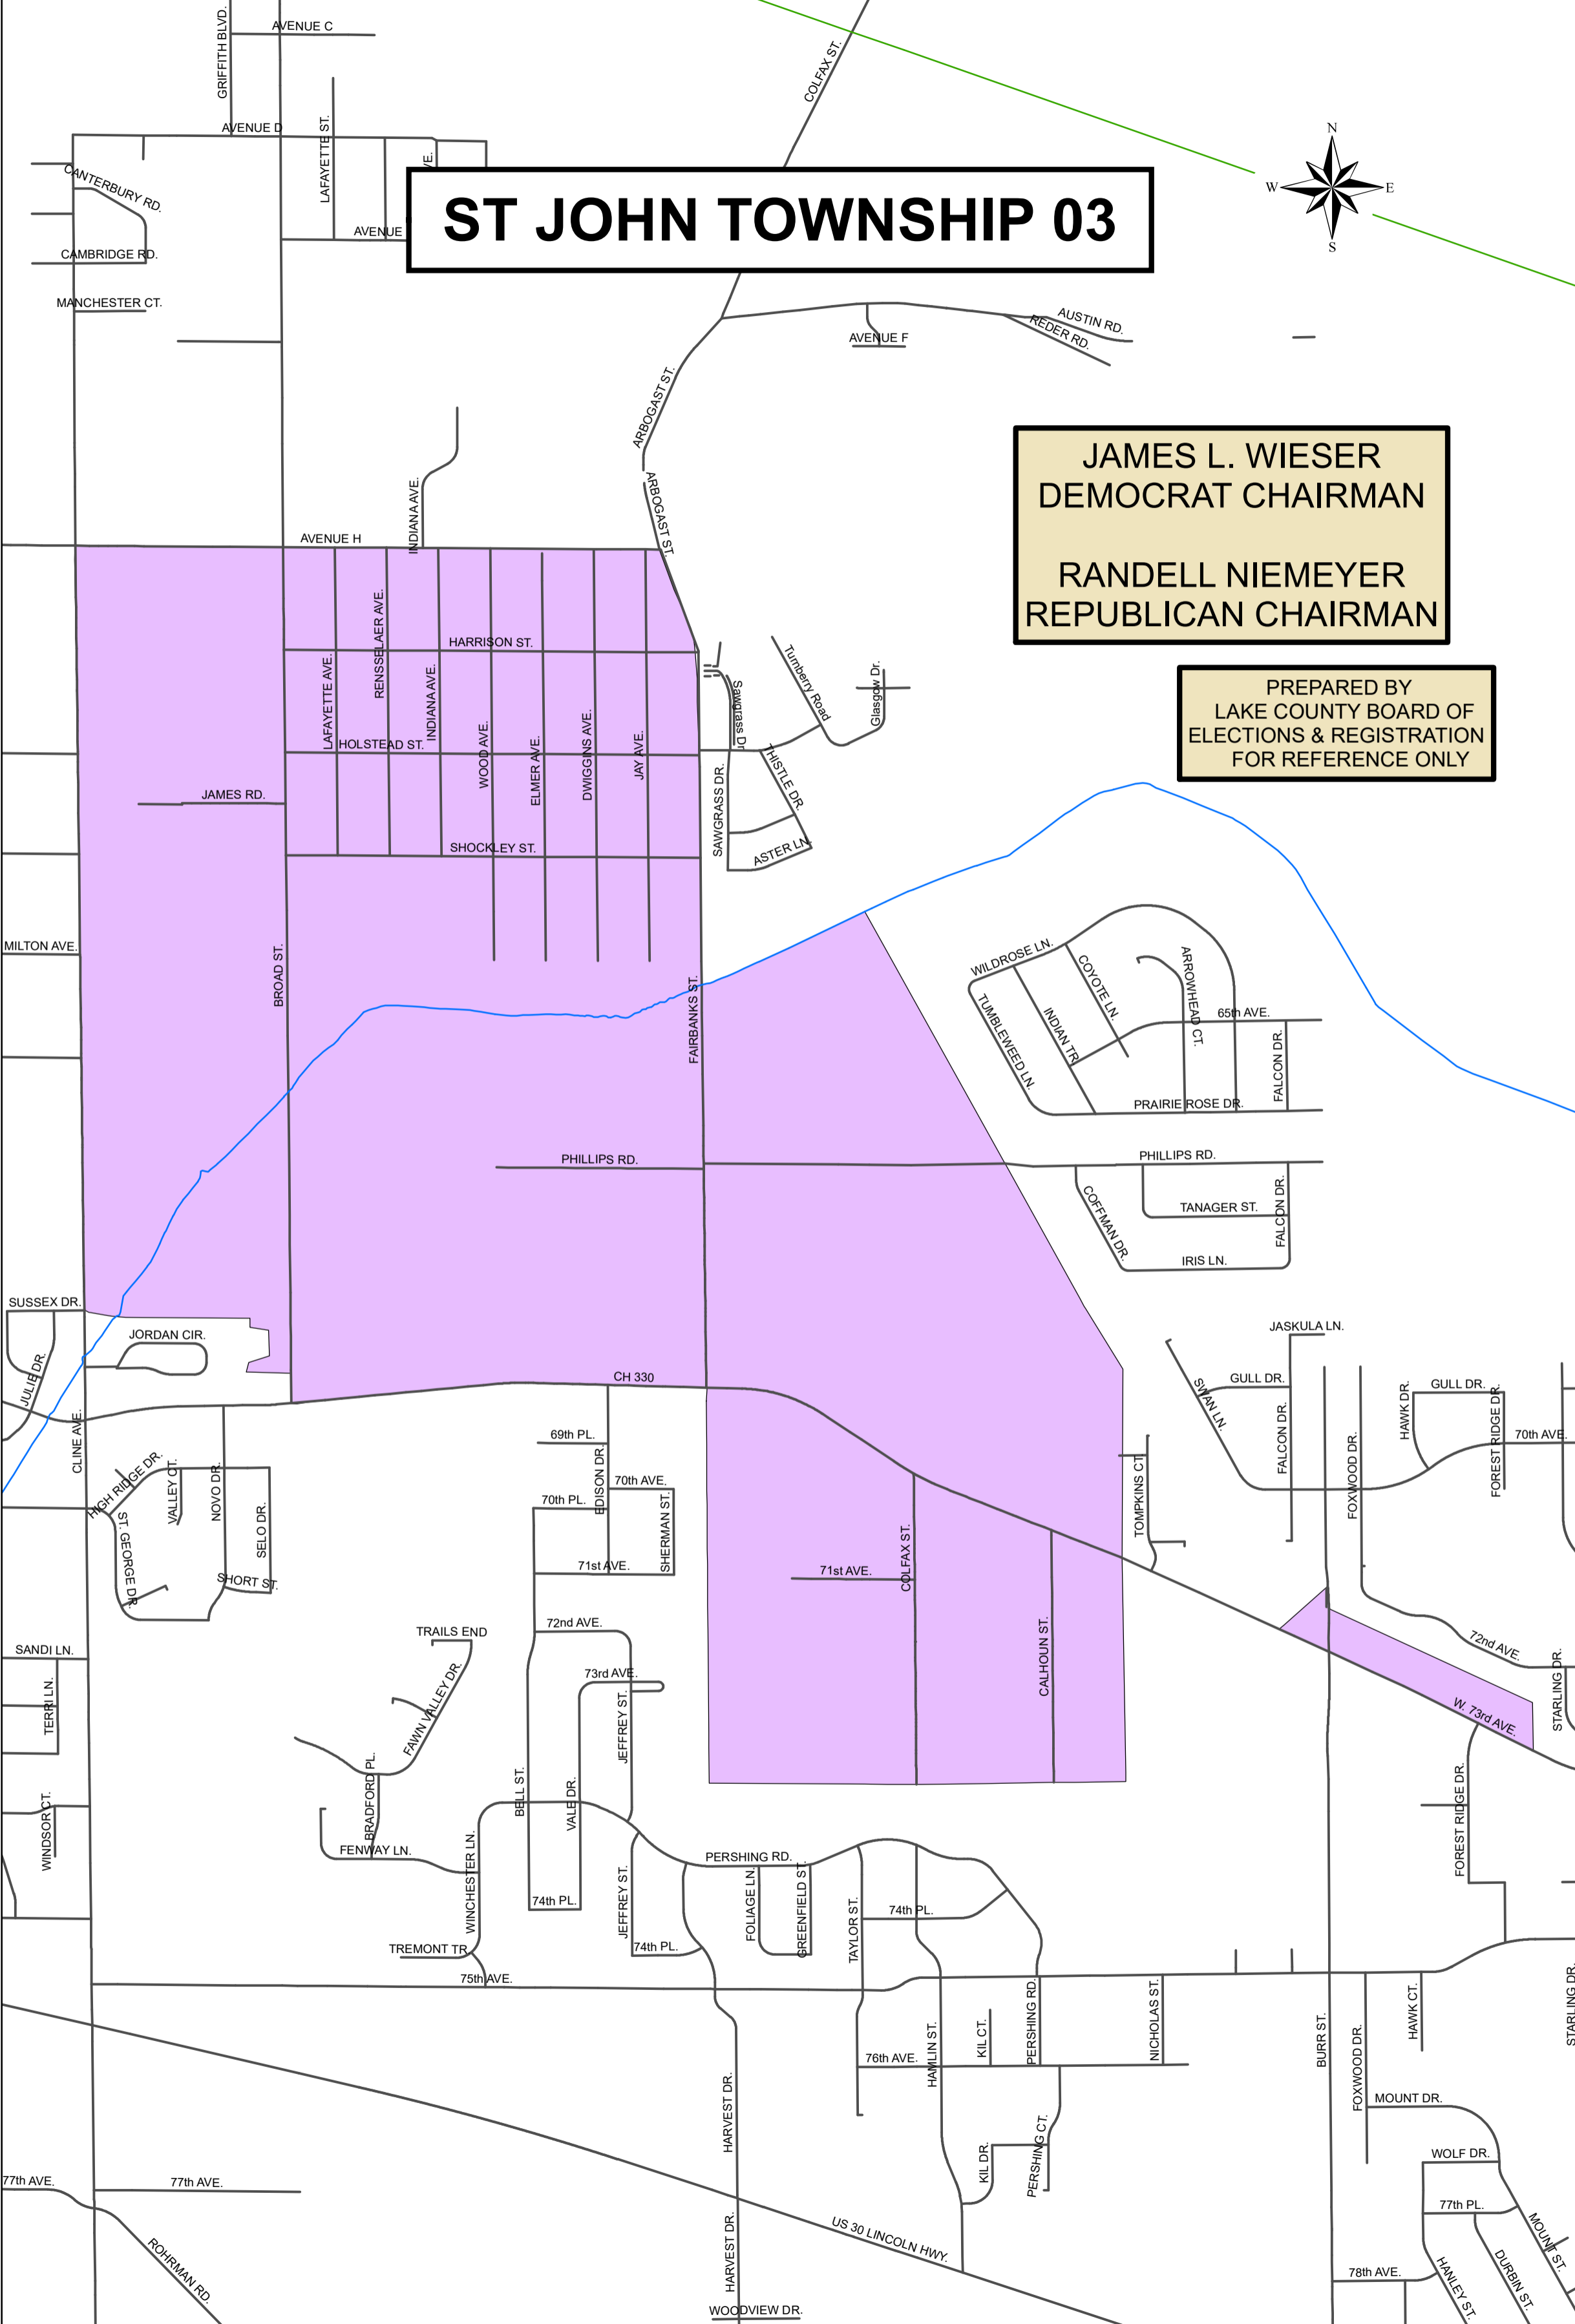 GRIFFITH BLVD.
AVENUE C
COLFAX ST.
AVENUE D
LAFAYETTE ST.
VE.
N
W
E
S
CANTERBURY RD.
ST JOHN TOWNSHIP 03
AVENUE
CAMBRIDGE RD.
MANCHESTER CT.
AUSTIN RD.
REDER RD.
AVENUE F
ARBOGAST ST.
JAMES L. WIESER
DEMOCRAT CHAIRMAN
RANDELL NIEMEYER
REPUBLICAN CHAIRMAN
INDIANA AVE.
ARBOGAST ST.
AVENUE H
RENSSELAER AVE.
HARRISON ST.
LAFAYETTE AVE.
INDIANA AVE.
Turnberry Road
Glasgow Dr.
Sawgrass Dr
PREPARED BY
LAKE COUNTY BOARD OF
ELECTIONS & REGISTRATION
FOR REFERENCE ONLY
HOLSTEAD ST.
WOOD AVE.
ELMER AVE.
DWIGGINS AVE.
JAY AVE.
THISTLE DR.
SAWGRASS DR.
JAMES RD.
SHOCKLEY ST.
ASTER LN.
MILTON AVE.
BROAD ST.
FAIRBANKS ST.
WILDROSE LN.
COYOTE LN.
ARROWHEAD CT.
TUMBLEWEED LN.
INDIAN TR.
65th AVE.
FALCON DR.
PRAIRIE ROSE DR.
PHILLIPS RD.
PHILLIPS RD.
COFFMAN DR.
TANAGER ST.
FALCON DR.
IRIS LN.
SUSSEX DR.
JORDAN CIR.
JULIE DR.
JASKULA LN.
CH 330
GULL DR.
SWAN LN.
FALCON DR.
FOXWOOD DR.
HAWK DR.
GULL DR.
FOREST RIDGE DR.
70th AVE.
CLINE AVE.
69th PL.
EDISON DR.
70th AVE.
70th PL.
SHERMAN ST.
71st AVE.
HIGH RIDGE DR.
VALLEY CT.
NOVO DR.
SELO DR.
ST. GEORGE DR.
SHORT ST.
TOMPKINS CT.
COLFAX ST.
71st AVE.
CALHOUN ST.
TRAILS END
72nd AVE.
73rd AVE.
72nd AVE.
SANDI LN.
TERRI LN.
FAWN VALLEY DR.
JEFFREY ST.
STARLING DR.
W. 73rd AVE.
BRADFORD PL.
BELL ST.
VALE DR.
WINDSOR CT.
FENWAY LN.
WINCHESTER LN.
PERSHING RD.
FOREST RIDGE DR.
JEFFREY ST.
FOLIAGE LN.
GREENFIELD ST.
TAYLOR ST.
74th PL.
74th PL.
74th PL.
TREMONT TR.
75th AVE.
HAMLIN ST.
KIL CT.
PERSHING RD.
NICHOLAS ST.
BURR ST.
FOXWOOD DR.
HAWK CT.
STARLING DR.
76th AVE.
HARVEST DR.
MOUNT DR.
KIL DR.
PERSHING CT.
WOLF DR.
77th AVE.
77th AVE.
77th PL.
US 30 LINCOLN HWY.
MOUNT ST.
ROHRMAN RD.
HARVEST DR.
78th AVE.
HANLEY ST.
DURBIN ST.
WOODVIEW DR.